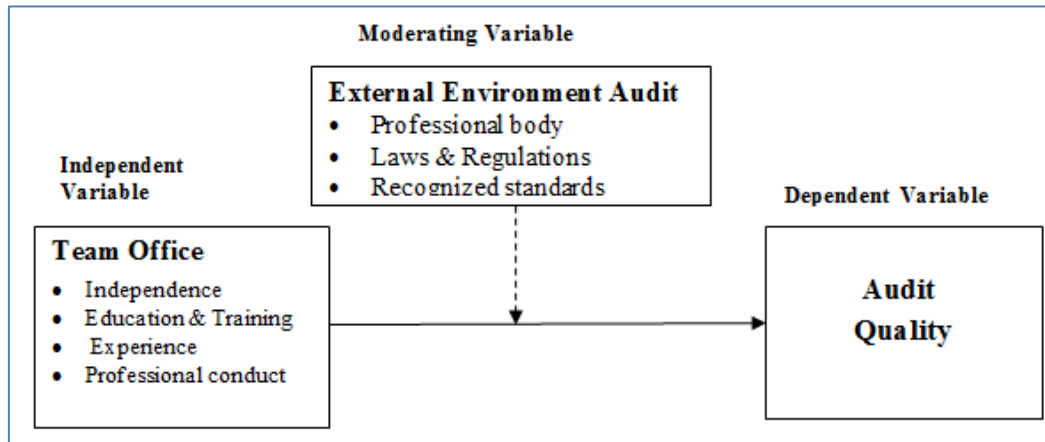 Moderating Variable
External Environment Audit
• Professional body
• Laws & Regulations
• Recognized standards
Independent
Variable
Team Office
• Independence
• Education & Training
• Experience
• Professional conduct
Dependent Variable
Audit
Quality